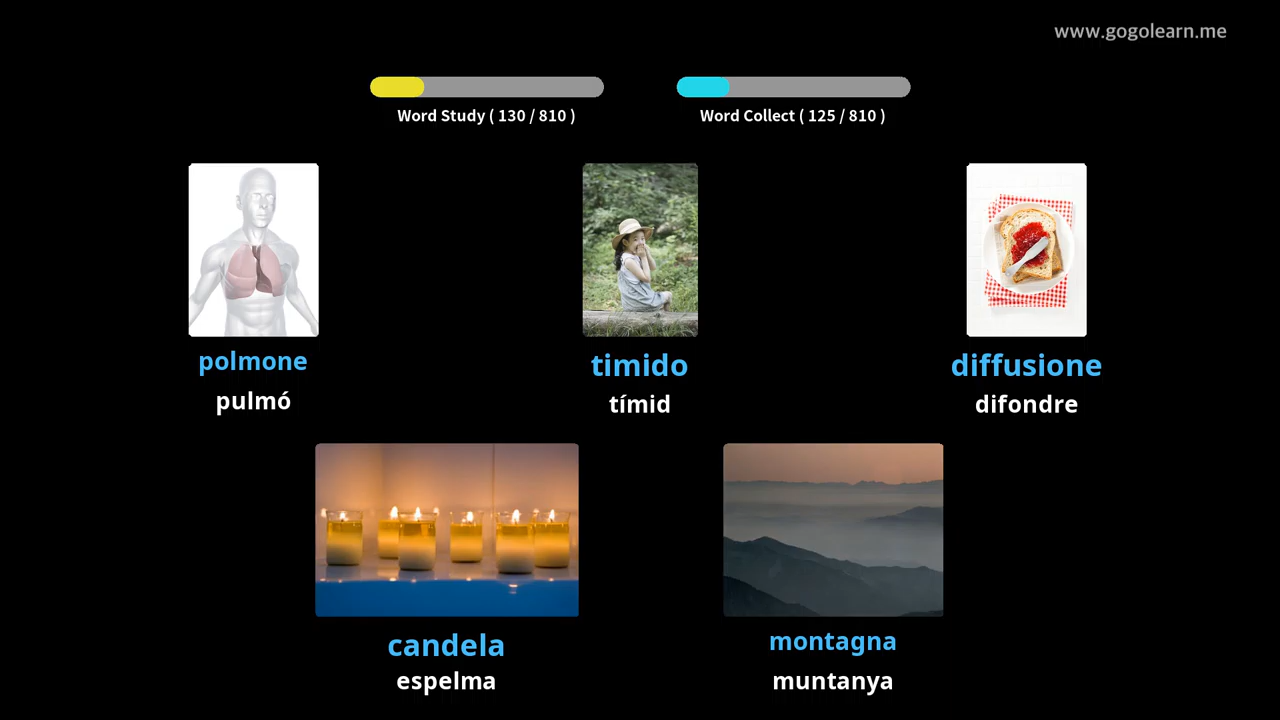 www.gogolearn.me
Word Study ( 130 / 810 )
Word Collect ( 125 / 810 )
polmone
pulmó
timido
tímid
diffusione
difondre
candela
espelma
montagna
muntanya